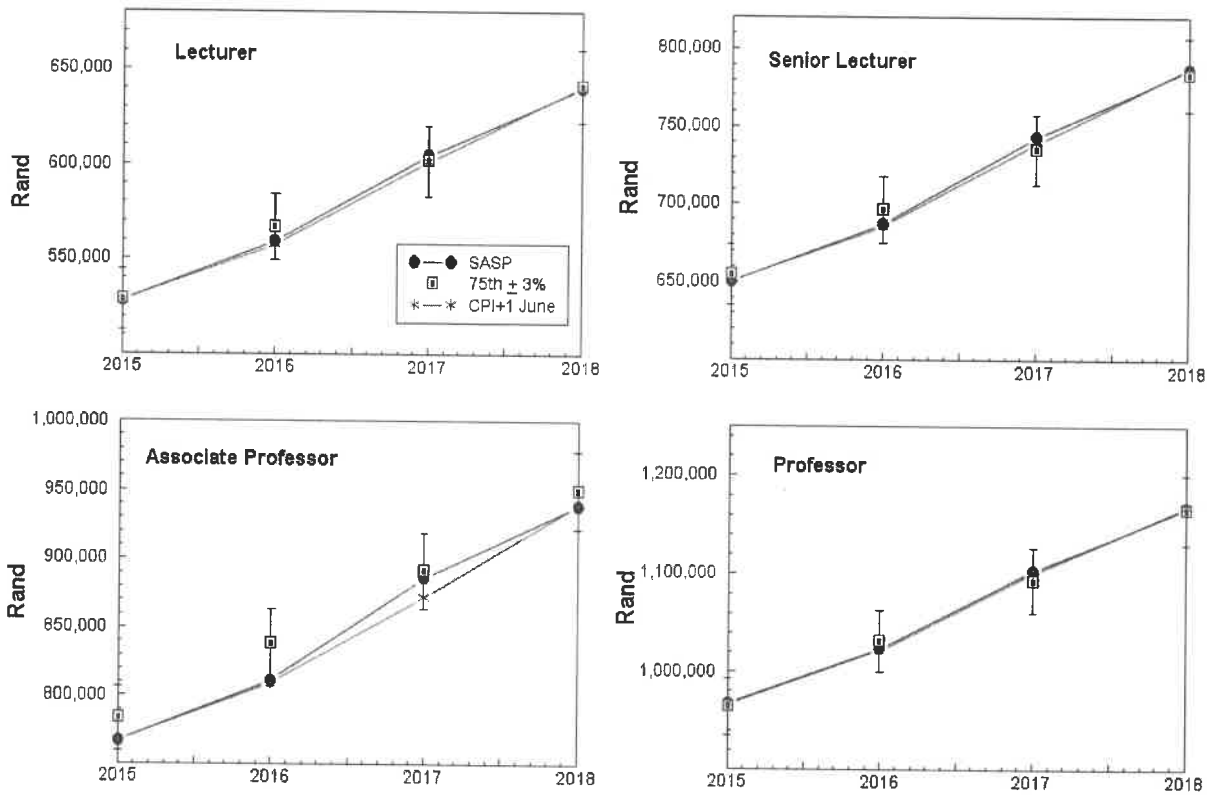 Lecturer
650,000
600,000
550,000
Rand
SASP
75th ± 3%
CPI+1 June
2015 2016 2017 2018
Senior Lecturer
800,000
750,000
700,000
650,000
Rand
2015 2016 2017 2018
Associate Professor
1,000,000
950,000
900,000
850,000
800,000
Rand
2015 2016 2017 2018
Professor
1,200,000
1,100,000
1,000,000
Rand
2015 2016 2017 2018